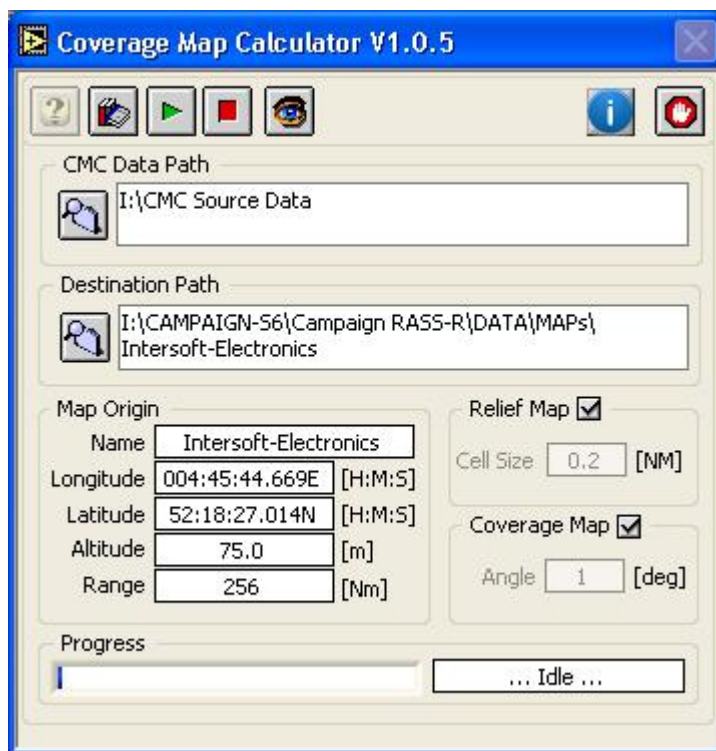 Coverage Map Calculator V1.0.5
CMC Data Path
I:\CMC Source Data
Destination Path
I:\CAMPAIGN-S6\Campaign RASS-R\DATA\MAPs\
Intersoft-Electronics
Map Origin
Name Intersoft-Electronics
Longitude 004:45:44.669E [H:M:S]
Latitude 52:18:27.014N [H:M:S]
Altitude 75.0 [m]
Range 256 [Nm]
Relief Map
Cell Size 0.2 [NM]
Coverage Map
Angle 1 [deg]
Progress
... Idle ...